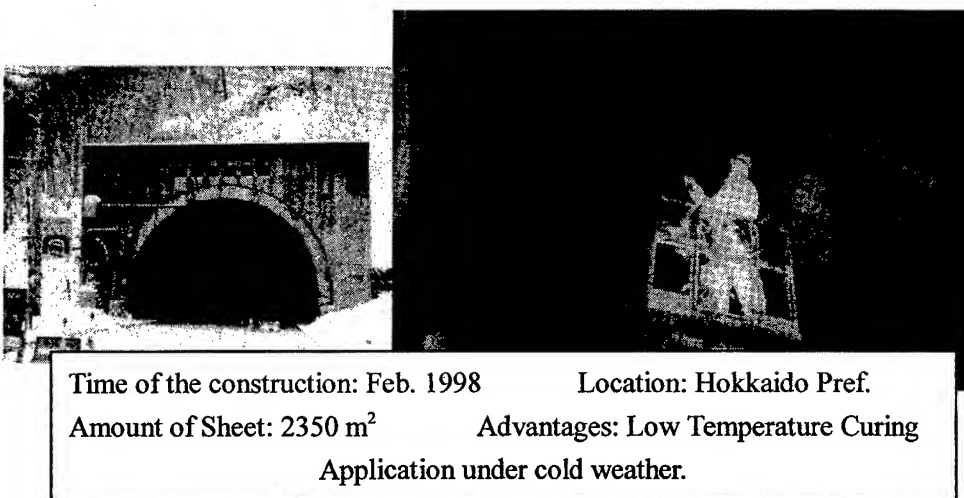 Time of the construction: Feb. 1998 Location: Hokkaido Pref.
Amount of Sheet: 2350 m² Advantages: Low Temperature Curing
Application under cold weather.